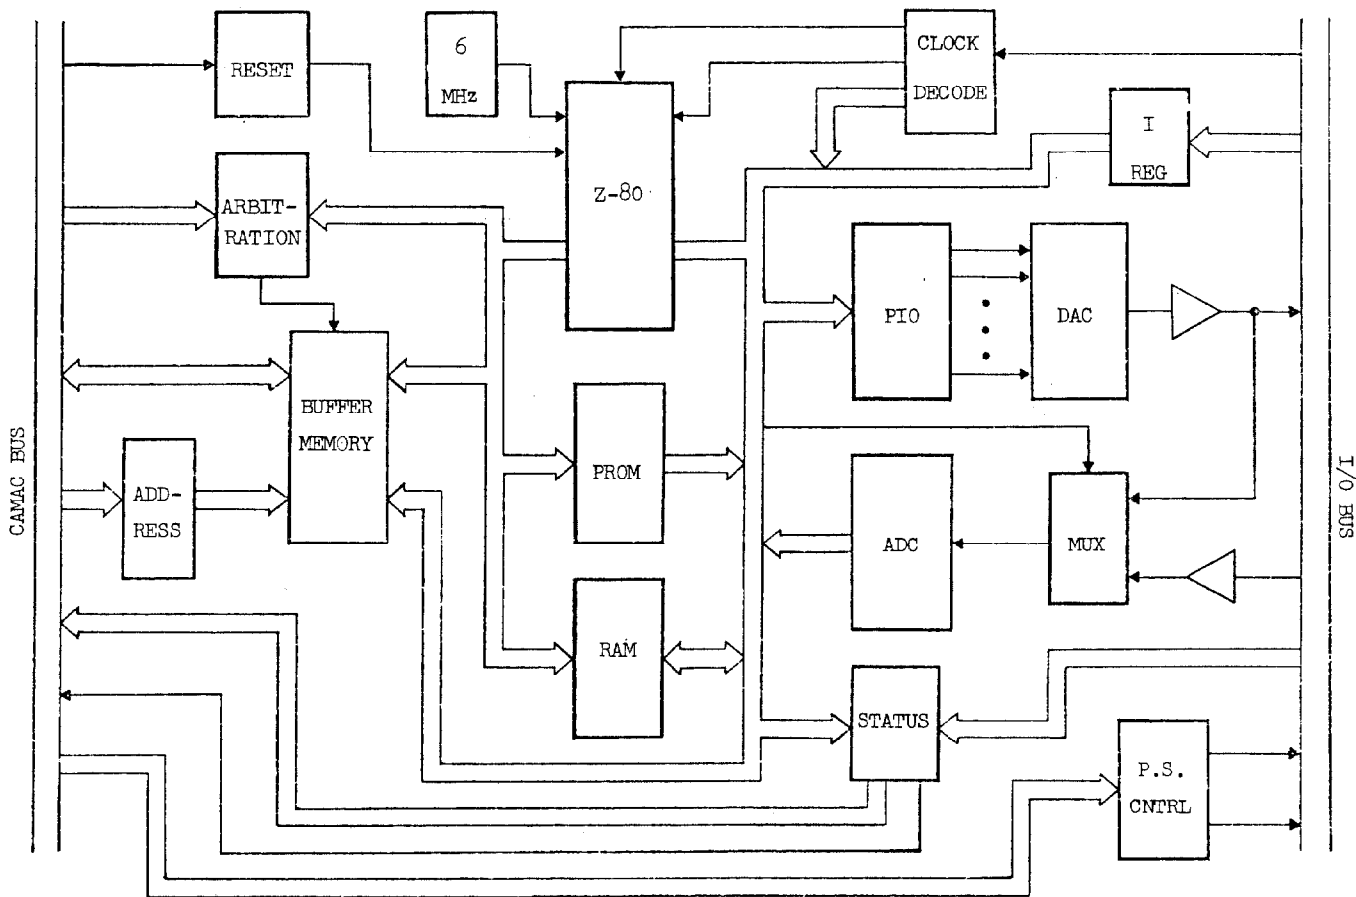 6
MHz
RESET
CLOCK
DECODE
I
REG
Z-80
ARBIT-
RATION
PIO
DAC
BUFFER
MEMORY
CAMAC BUS
ADD-
RESS
PROM
ADC
MUX
I/O BUS
RAM
STATUS
P.S.
CNTRL